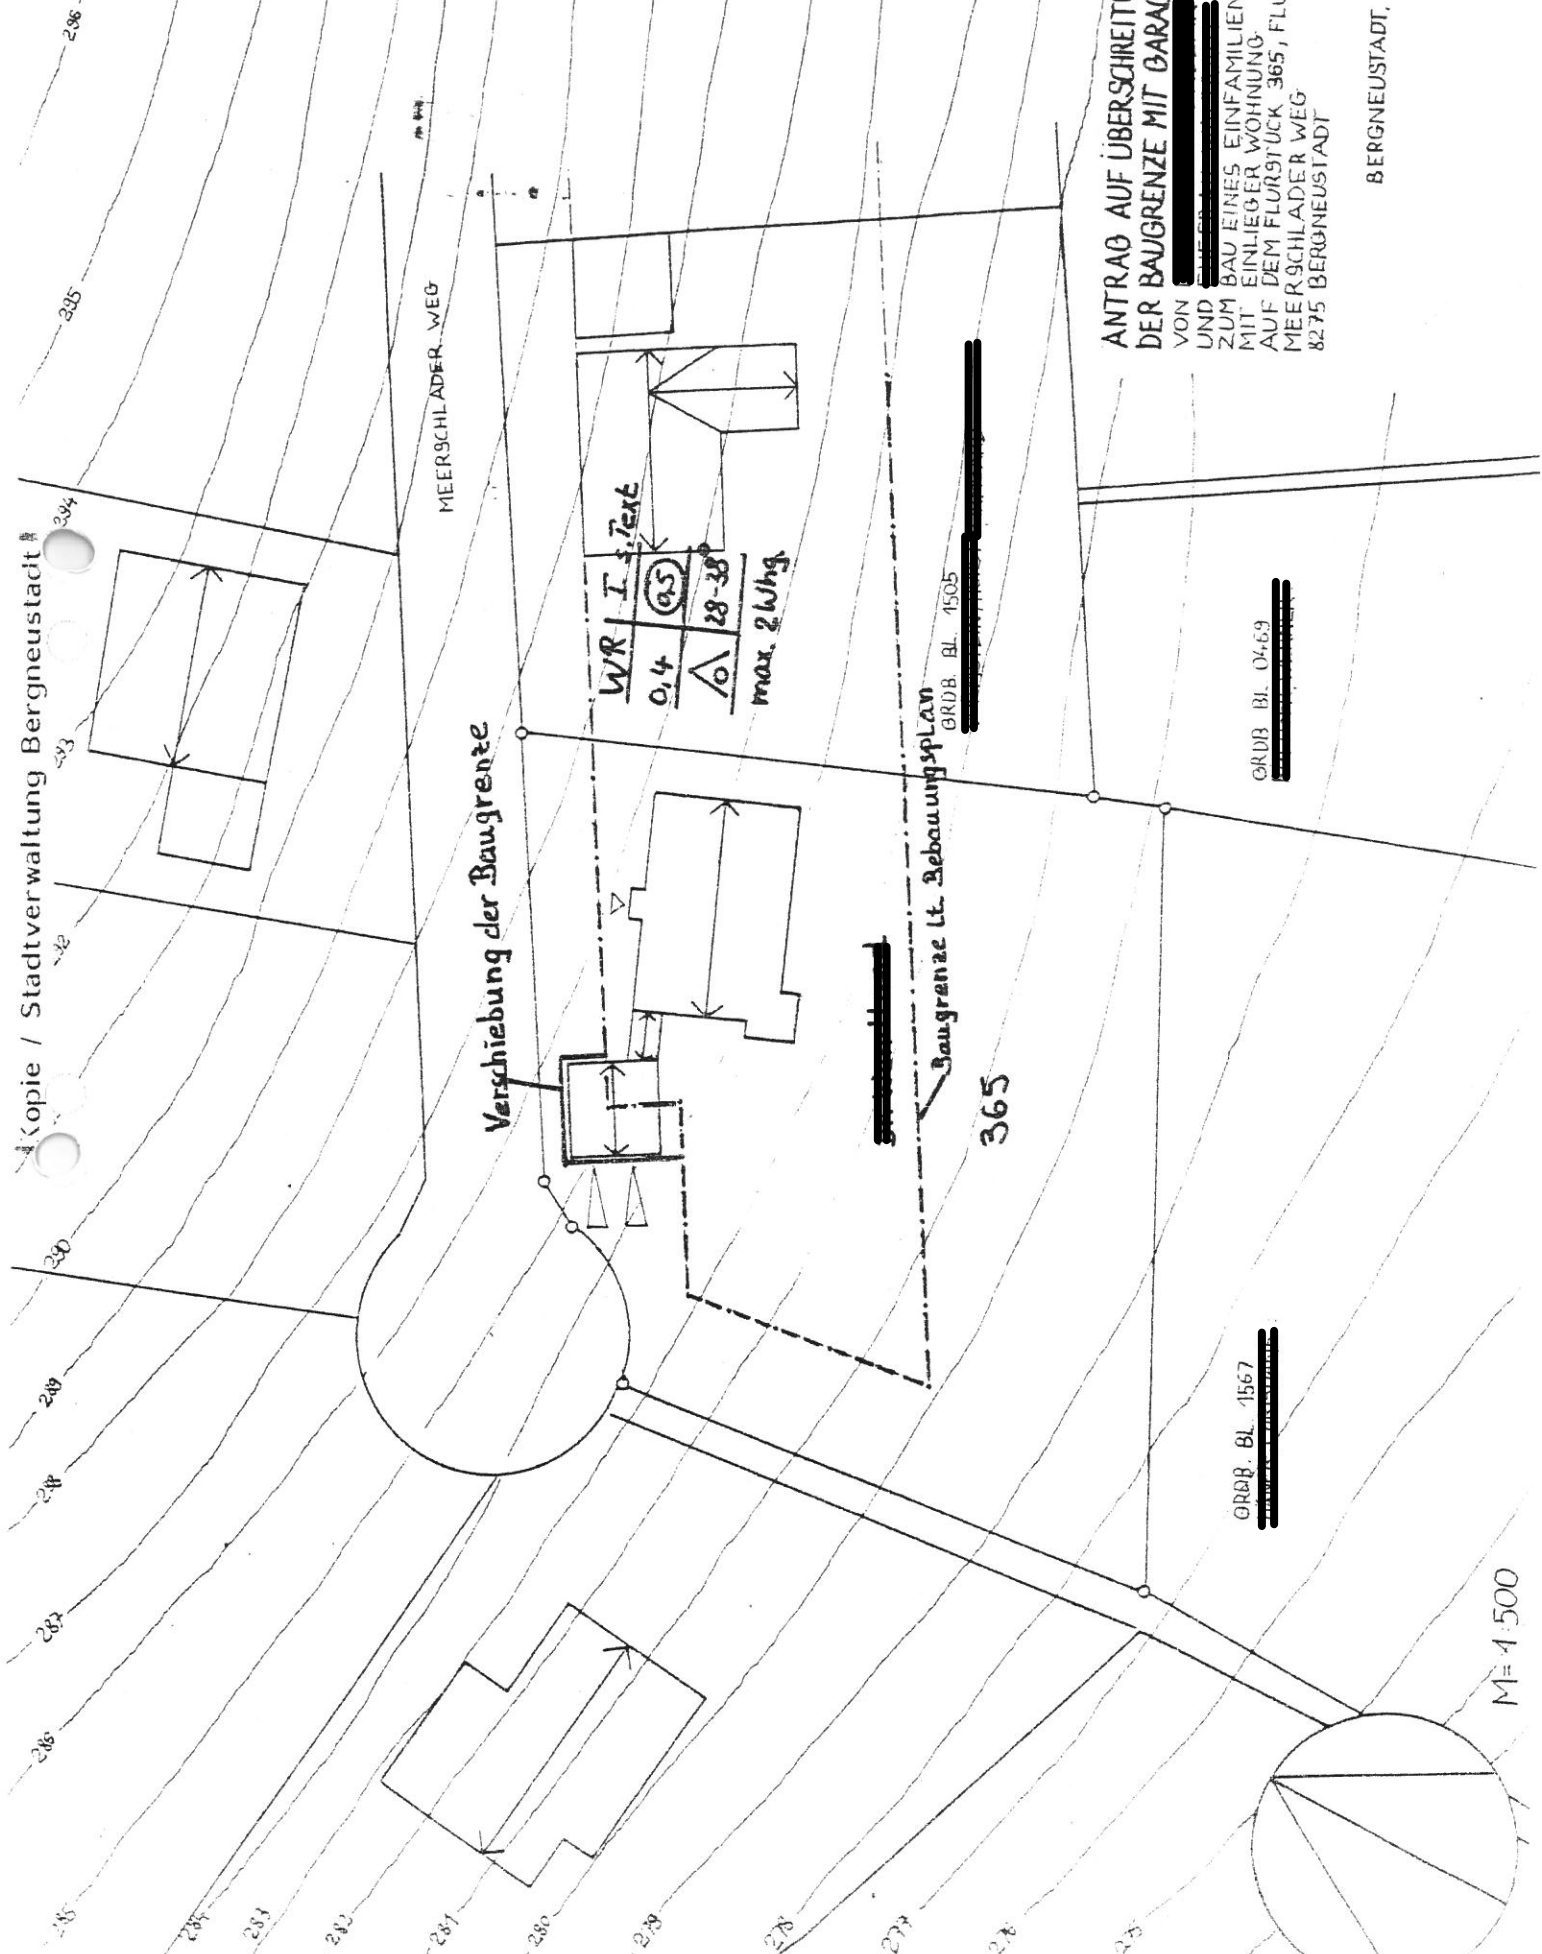 Kopie / Stadtverwaltung Bergneustadt
296
295
294
293
292
290
289
288
287
286
285
284
283
282
281
280
279
278
277
276
275
MEERSCHLADER WEG
Verschiebung der Baugrenze
WR I s. Text
0,4 0,5
28-38°
max. 2 Whg.
Baugrenze lt. Bebauungsplan
365
GRDB. BL. 1505
GRDB BL 0469
GRDB. BL. 1567
M = 1:500
ANTRAG AUF ÜBERSCHREIT
DER BAUGRENZE MIT GARA
VON
UND
ZUM BAU EINES EINFAMILIEN
MIT EINLIEGER WOHNUNG
AUF DEM FLURSTÜCK 365, FLU
MEERSCHLADER WEG
8275 BERGNEUSTADT
BERGNEUSTADT,